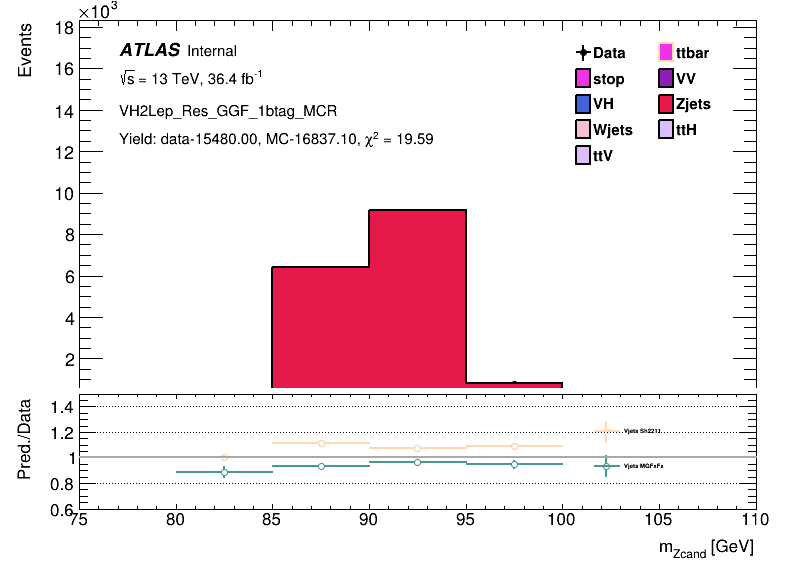 ×10³
Events
18
16
14
12
10
8
6
4
2
ATLAS Internal
√s = 13 TeV, 36.4 fb⁻¹
VH2Lep_Res_GGF_1btag_MCR
Yield: data-15480.00, MC-16837.10, χ² = 19.59
Data
ttbar
stop
VV
VH
Zjets
Wjets
ttH
ttV
Pred./Data
1.4
1.2
1
0.8
0.6
Vjets Sh2211
Vjets MGFxFx
75 80 85 90 95 100 105 110
m_Zcand [GeV]